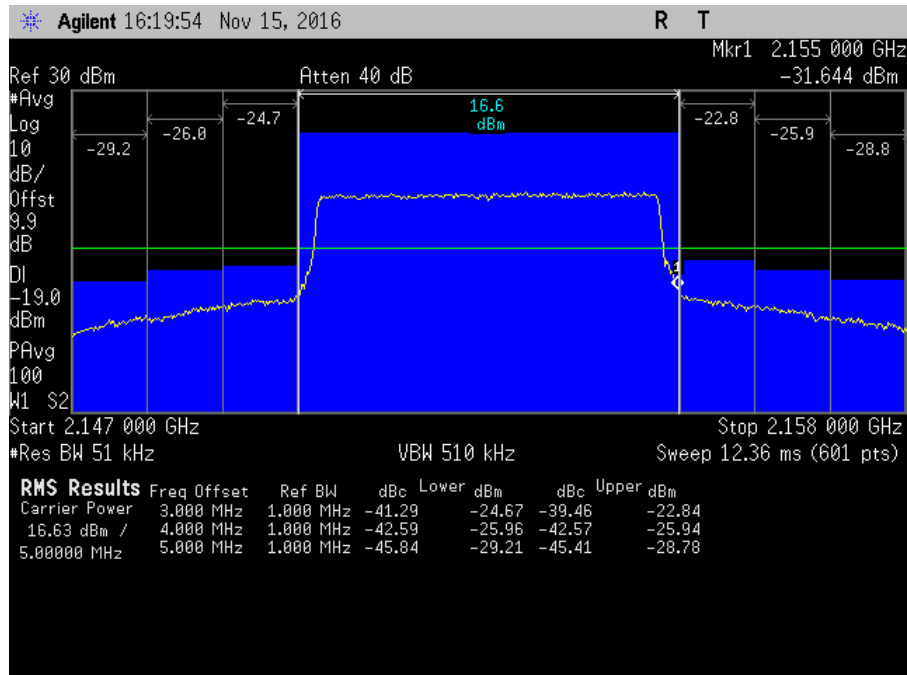 Agilent 16:19:54 Nov 15, 2016 R T
Mkr1 2.155 000 GHz
Ref 30 dBm Atten 40 dB -31.644 dBm
#Avg
Log
10
dB/
Offst
9.9
dB
DI
-19.0
dBm
PAvg
100
W1 S2
-29.2 -26.0 -24.7 16.6 dBm -22.8 -25.9 -28.8
1
Start 2.147 000 GHz Stop 2.158 000 GHz
#Res BW 51 kHz VBW 510 kHz Sweep 12.36 ms (601 pts)
RMS Results Freq Offset Ref BW dBc Lower dBm dBc Upper dBm
Carrier Power 3.000 MHz 1.000 MHz -41.29 -24.67 -39.46 -22.84
16.63 dBm / 4.000 MHz 1.000 MHz -42.59 -25.96 -42.57 -25.94
5.00000 MHz 5.000 MHz 1.000 MHz -45.84 -29.21 -45.41 -28.78